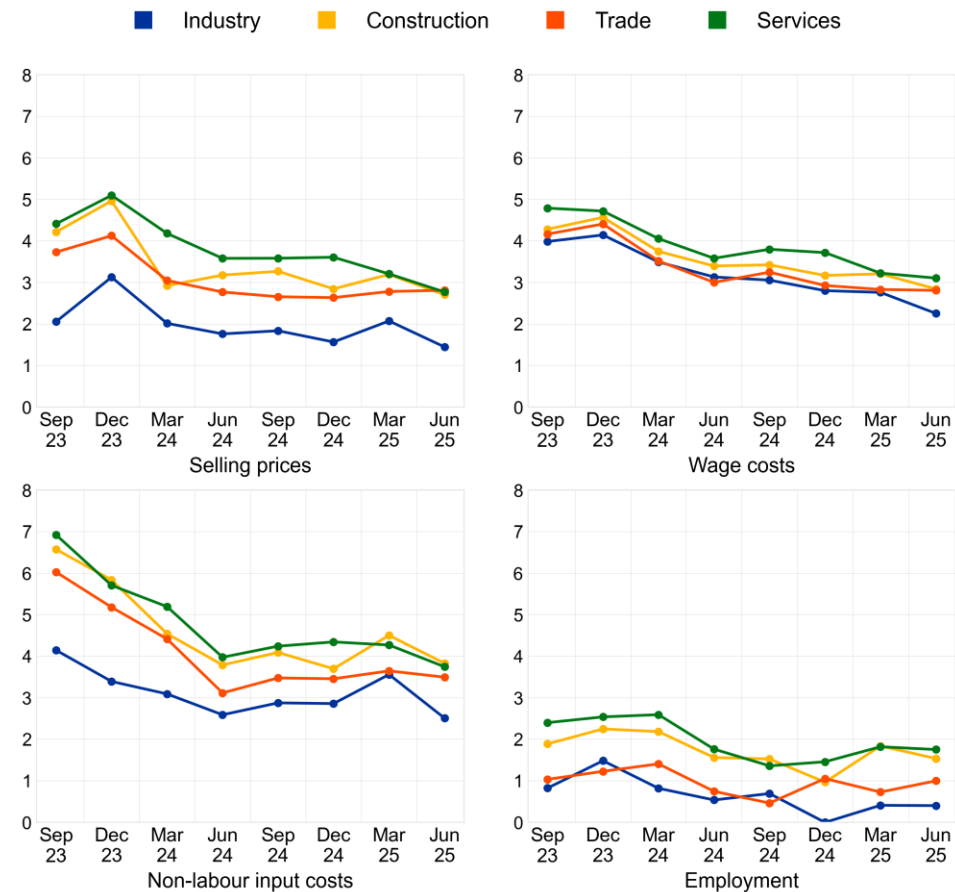 Industry Construction Trade Services
8
7
6
5
4
3
2
1
0
Sep Dec Mar Jun Sep Dec Mar Jun
23 23 24 24 24 24 25 25
Selling prices
8
7
6
5
4
3
2
1
0
Sep Dec Mar Jun Sep Dec Mar Jun
23 23 24 24 24 24 25 25
Wage costs
8
7
6
5
4
3
2
1
0
Sep Dec Mar Jun Sep Dec Mar Jun
23 23 24 24 24 24 25 25
Non-labour input costs
8
7
6
5
4
3
2
1
0
Sep Dec Mar Jun Sep Dec Mar Jun
23 23 24 24 24 24 25 25
Employment